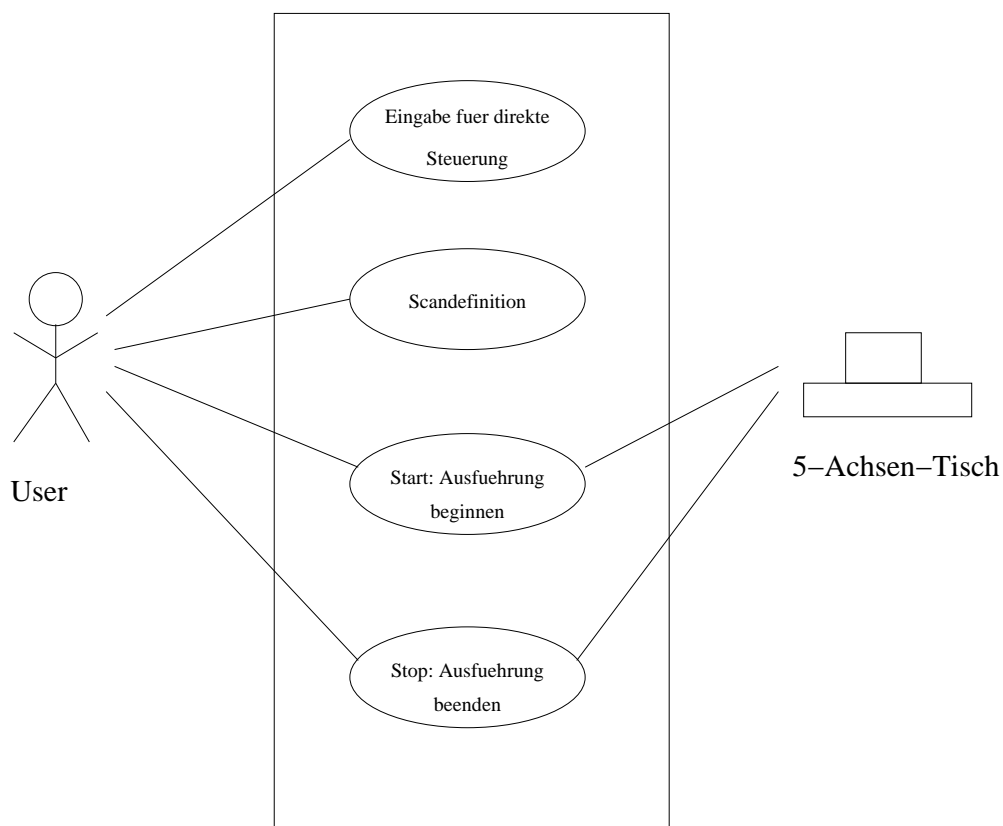 Eingabe fuer direkte
Steuerung
Scandefinition
User
5−Achsen−Tisch
Start: Ausfuehrung
beginnen
Stop: Ausfuehrung
beenden